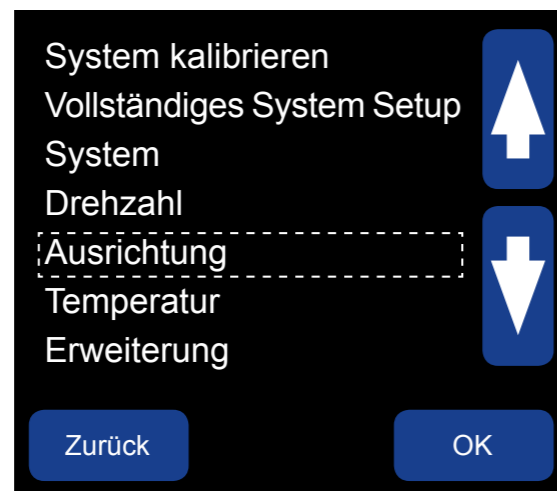 System kalibrieren
Vollständiges System Setup
System
Drehzahl
Ausrichtung
Temperatur
Erweiterung
Zurück
OK